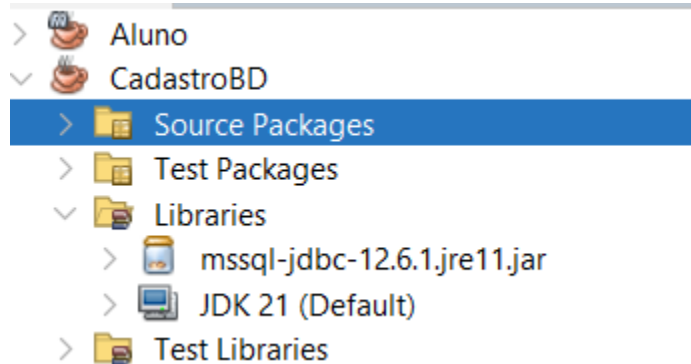 Aluno
CadastroBD
Source Packages
Test Packages
Libraries
mssql-jdbc-12.6.1.jre11.jar
JDK 21 (Default)
Test Libraries